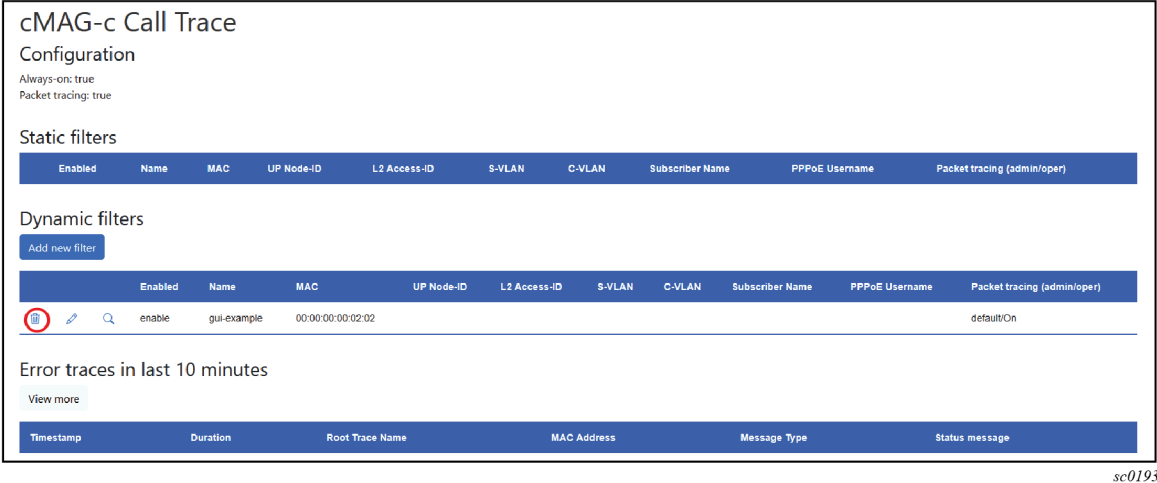 cMAG-c Call Trace
Configuration
Always-on: true
Packet tracing: true
Static filters
Enabled Name MAC UP Node-ID L2 Access-ID S-VLAN C-VLAN Subscriber Name PPPoE Username Packet tracing (admin/oper)
Dynamic filters
Add new filter
Enabled Name MAC UP Node-ID L2 Access-ID S-VLAN C-VLAN Subscriber Name PPPoE Username Packet tracing (admin/oper)
enable gui-example 00:00:00:00:02:02 default/On
Error traces in last 10 minutes
View more
Timestamp Duration Root Trace Name MAC Address Message Type Status message
sc0193